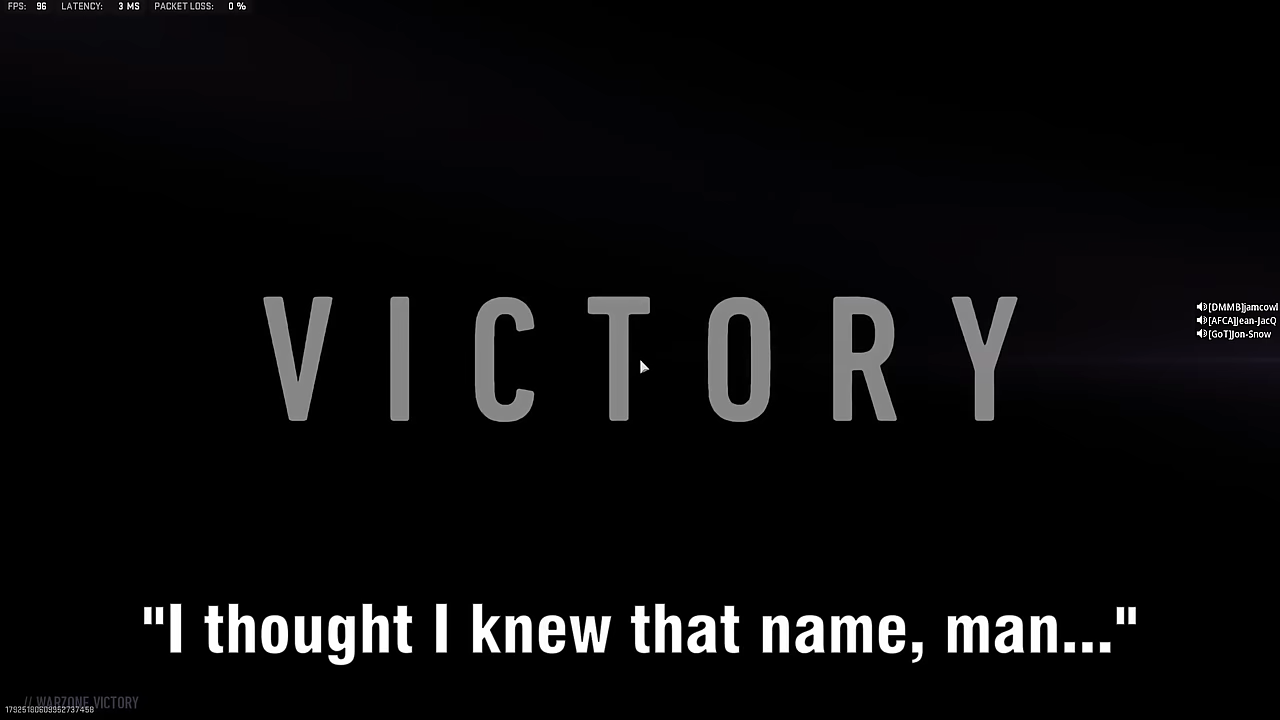 FPS: 96 LATENCY: 3 MS PACKET LOSS: 0 %
VICTORY
[DMMB]jamcowl
[AFCA]Jean-JacQ
[GoT]Jon-Snow
"I thought I knew that name, man..."
// WARZONE VICTORY